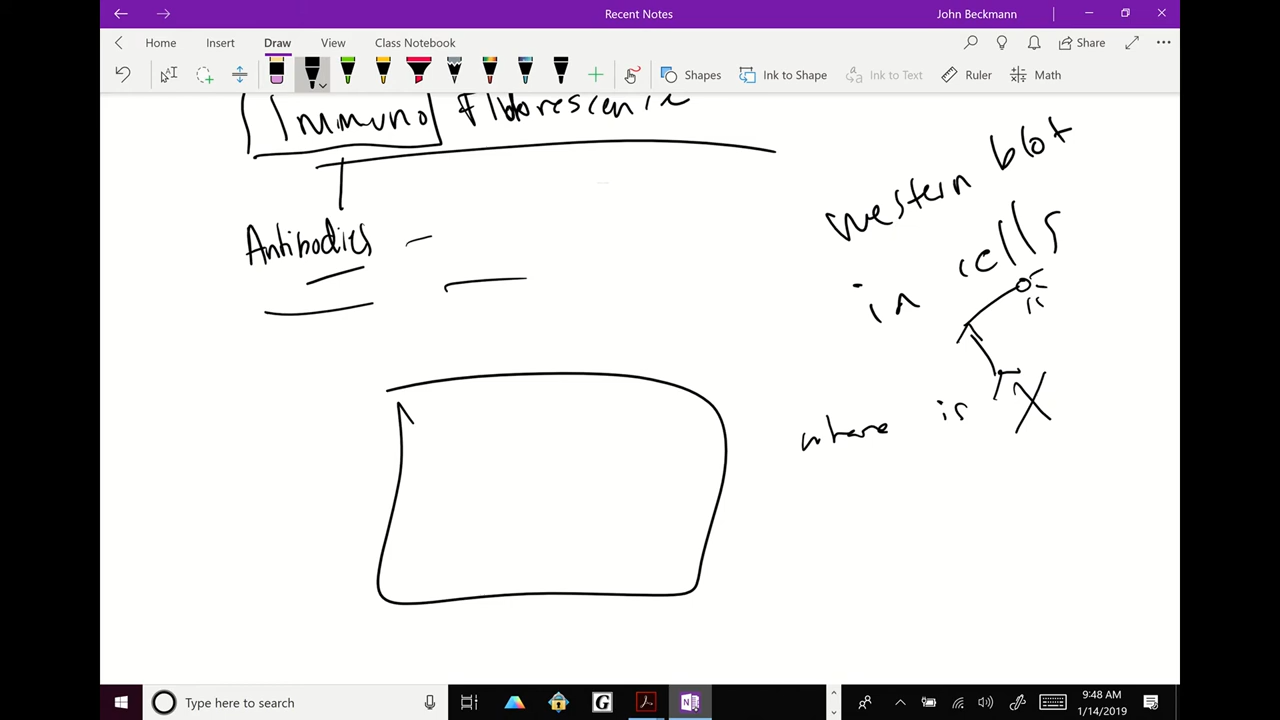 Recent Notes
John Beckmann
Home Insert Draw View Class Notebook
Share
Shapes
Ink to Shape
Ink to Text
Ruler
Math
Immuno Fluorescence
Antibodies
western blot
in cells
where is X
Type here to search
9:48 AM
1/14/2019